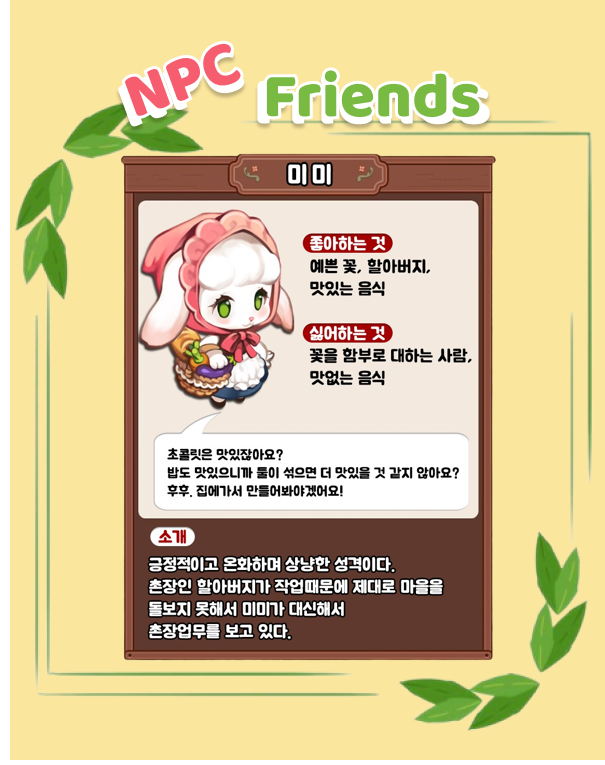 NPC Friends
미미
좋아하는 것
예쁜 꽃, 할아버지,
맛있는 음식
싫어하는 것
꽃을 함부로 대하는 사람,
맛없는 음식
초콜릿은 맛있잖아요?
밥도 맛있으니까 둘이 섞으면 더 맛있을 것 같지 않아요?
후후. 집에가서 만들어봐야겠어요!
소개
긍정적이고 온화하며 상냥한 성격이다.
촌장인 할아버지가 작업때문에 제대로 마을을
돌보지 못해서 미미가 대신해서
촌장업무를 보고 있다.